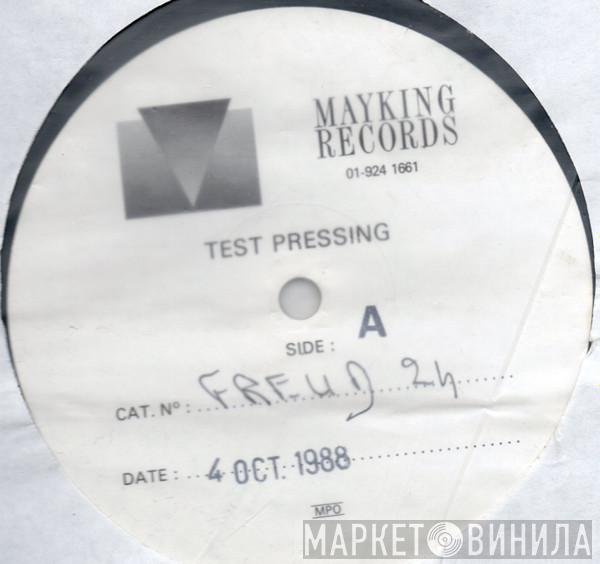 MAYKING
RECORDS
01-924 1661
TEST PRESSING
SIDE : A
CAT. Nº : FREUD 24
DATE : 4 OCT. 1988
MPO
МАРКЕТ ВИНИЛА